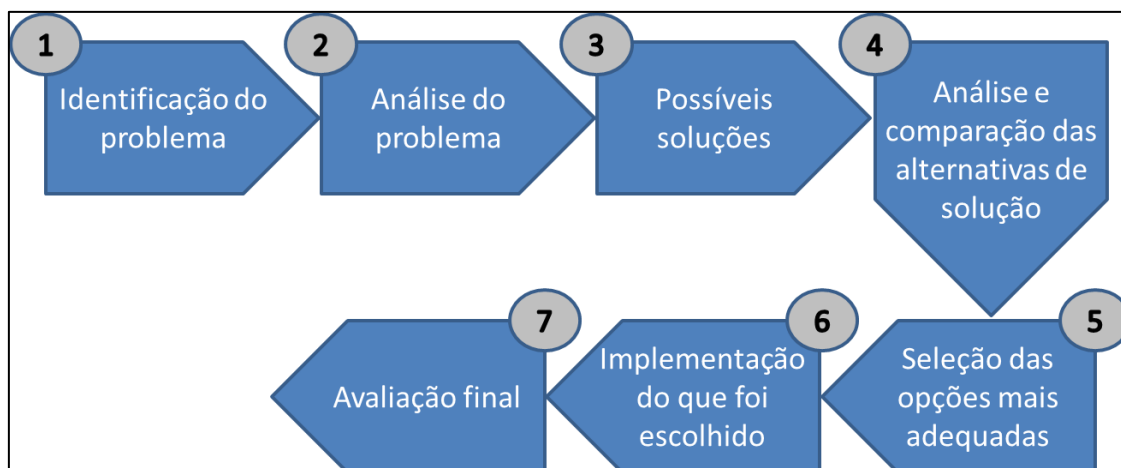 1
Identificação do
problema
2
Análise do
problema
3
Possíveis
soluções
4
Análise e
comparação das
alternativas de
solução
5
Seleção das
opções mais
adequadas
6
Implementação
do que foi
escolhido
7
Avaliação final